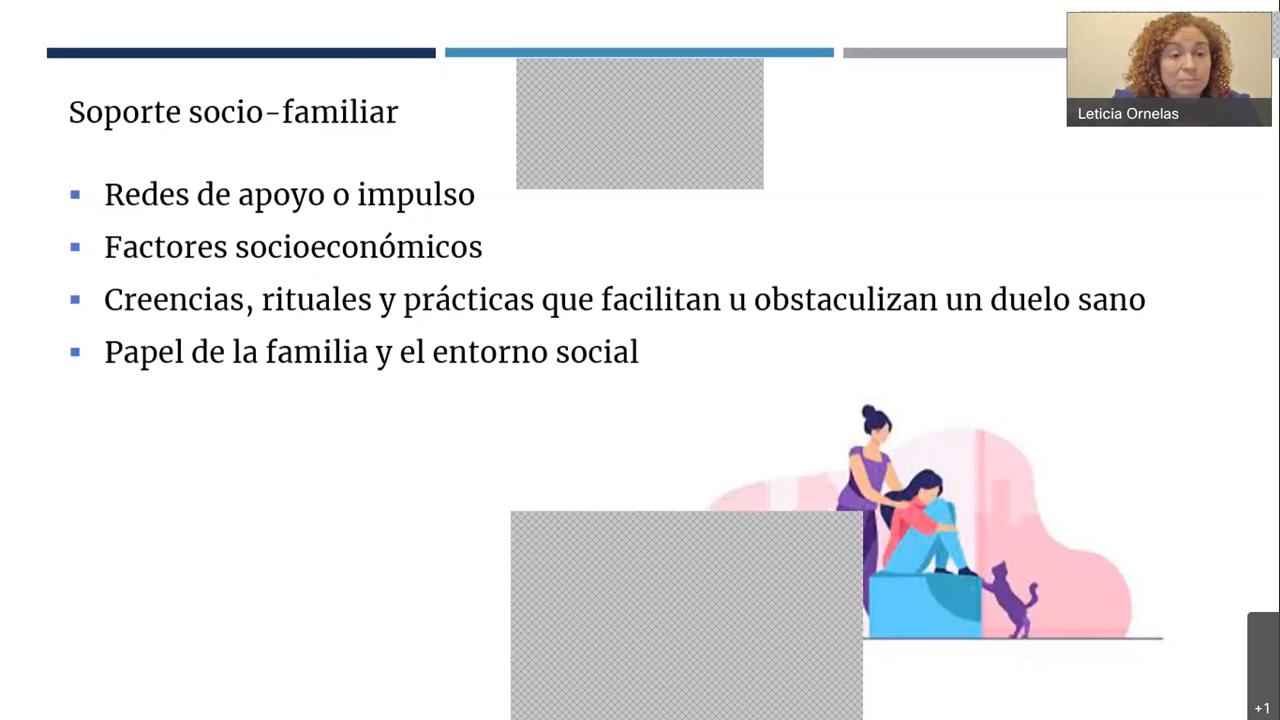 Soporte socio-familiar
Redes de apoyo o impulso
Factores socioeconómicos
Creencias, rituales y prácticas que facilitan u obstaculizan un duelo sano
Papel de la familia y el entorno social
Leticia Ornelas
+1